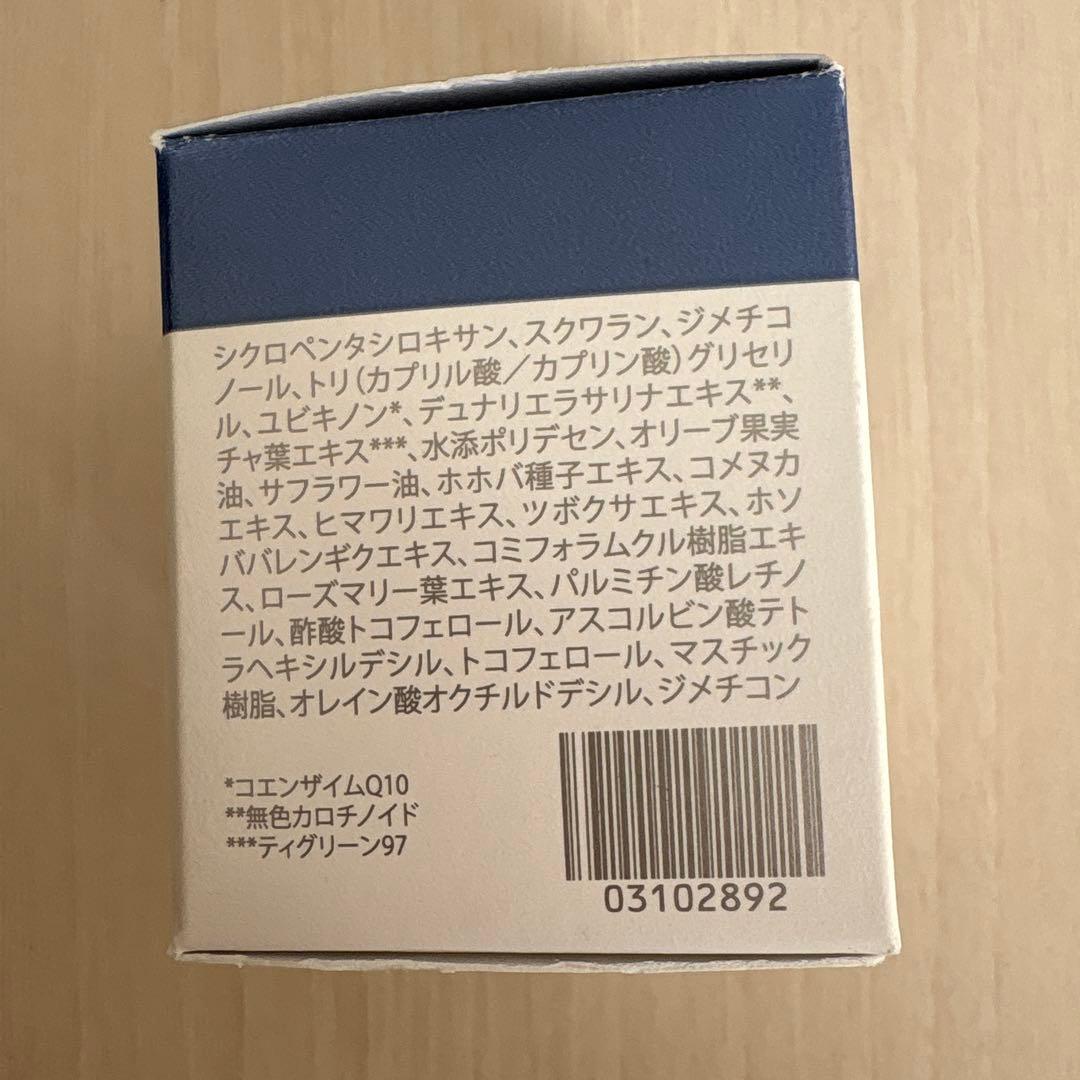 シクロペンタシロキサン、スクワラン、ジメチコ
ノール、トリ(カプリル酸／カプリン酸)グリセリ
ル、ユビキノン*、デュナリエラサリナエキス**、
チャ葉エキス***、水添ポリデセン、オリーブ果実
油、サフラワー油、ホホバ種子エキス、コメヌカ
エキス、ヒマワリエキス、ツボクサエキス、ホソ
ババレンギクエキス、コミフォラムクル樹脂エキ
ス、ローズマリー葉エキス、パルミチン酸レチノ
ール、酢酸トコフェロール、アスコルビン酸テト
ラヘキシルデシル、トコフェロール、マスチック
樹脂、オレイン酸オクチルドデシル、ジメチコン
*コエンザイムQ10
**無色カロチノイド
***ティグリーン97
03102892